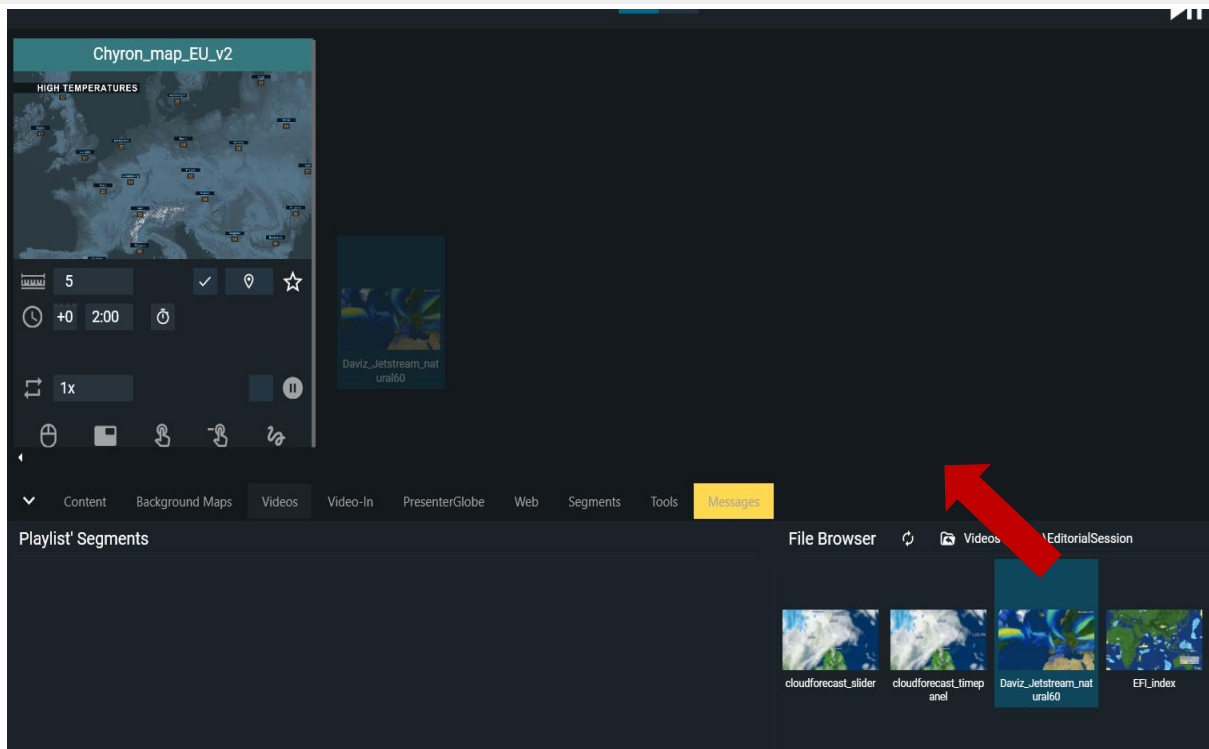 Chyron_map_EU_v2
HIGH TEMPERATURES
5
+0 2:00
1x
Daviz_Jetstream_nat
ural60
Content Background Maps Videos Video-In PresenterGlobe Web Segments Tools Messages
Playlist' Segments
File Browser Videos \EditorialSession
cloudforecast_slider
cloudforecast_timep
anel
Daviz_Jetstream_nat
ural60
EFI_index